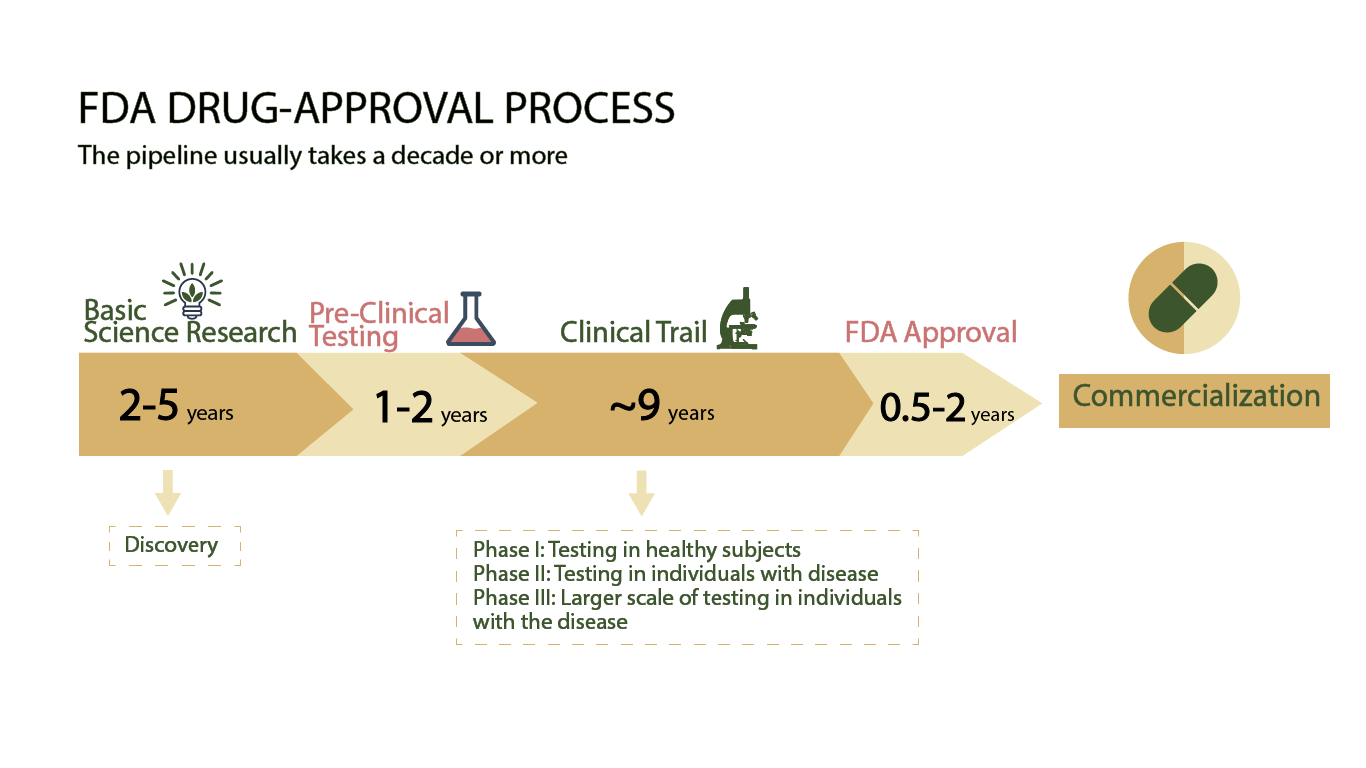 FDA DRUG-APPROVAL PROCESS
The pipeline usually takes a decade or more
Basic
Science Research
Pre-Clinical
Testing
Clinical Trail
FDA Approval
2-5 years
1-2 years
~9 years
0.5-2 years
Commercialization
Discovery
Phase I: Testing in healthy subjects
Phase II: Testing in individuals with disease
Phase III: Larger scale of testing in individuals
with the disease